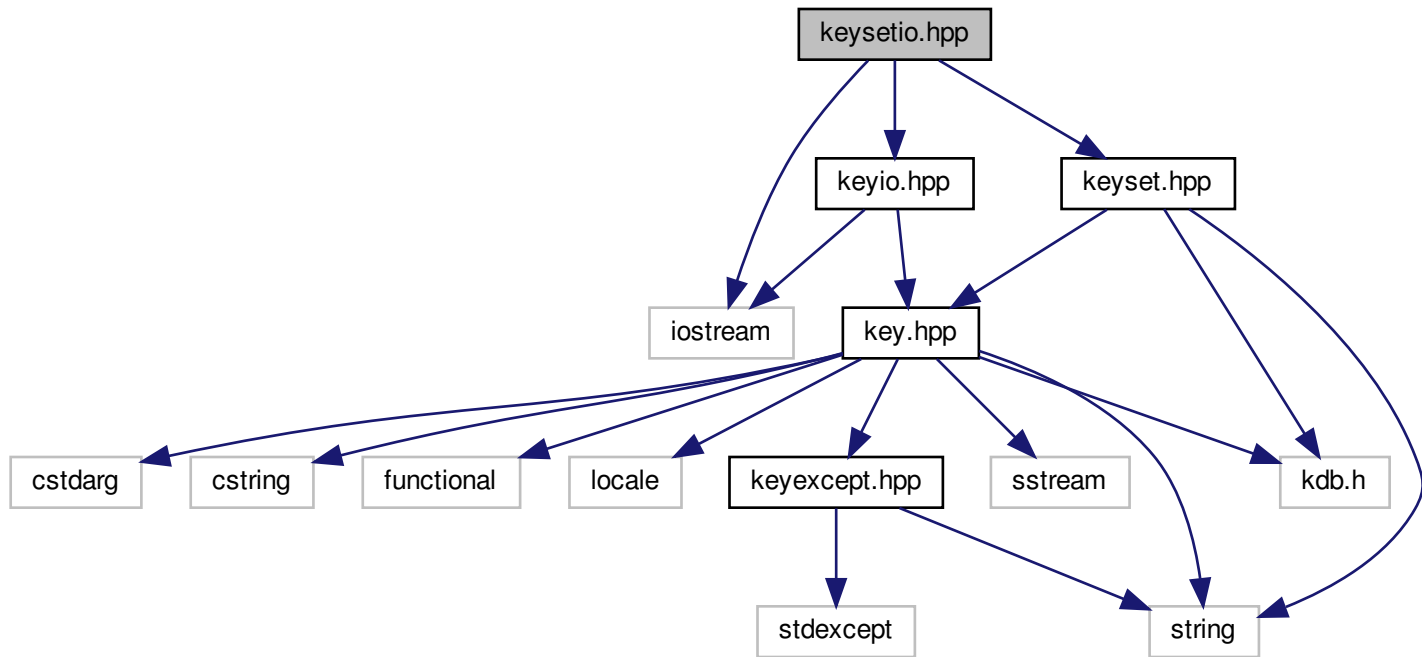 keysetio.hpp
keyio.hpp
keyset.hpp
iostream
key.hpp
cstdarg
cstring
functional
locale
keyexcept.hpp
sstream
kdb.h
stdexcept
string